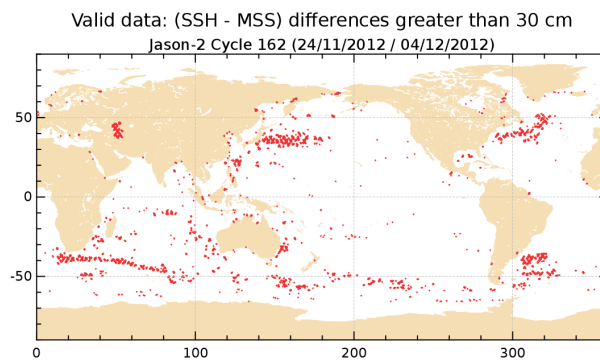 Valid data: (SSH - MSS) differences greater than 30 cm
Jason-2 Cycle 162 (24/11/2012 / 04/12/2012)
50
0
-50
0 100 200 300